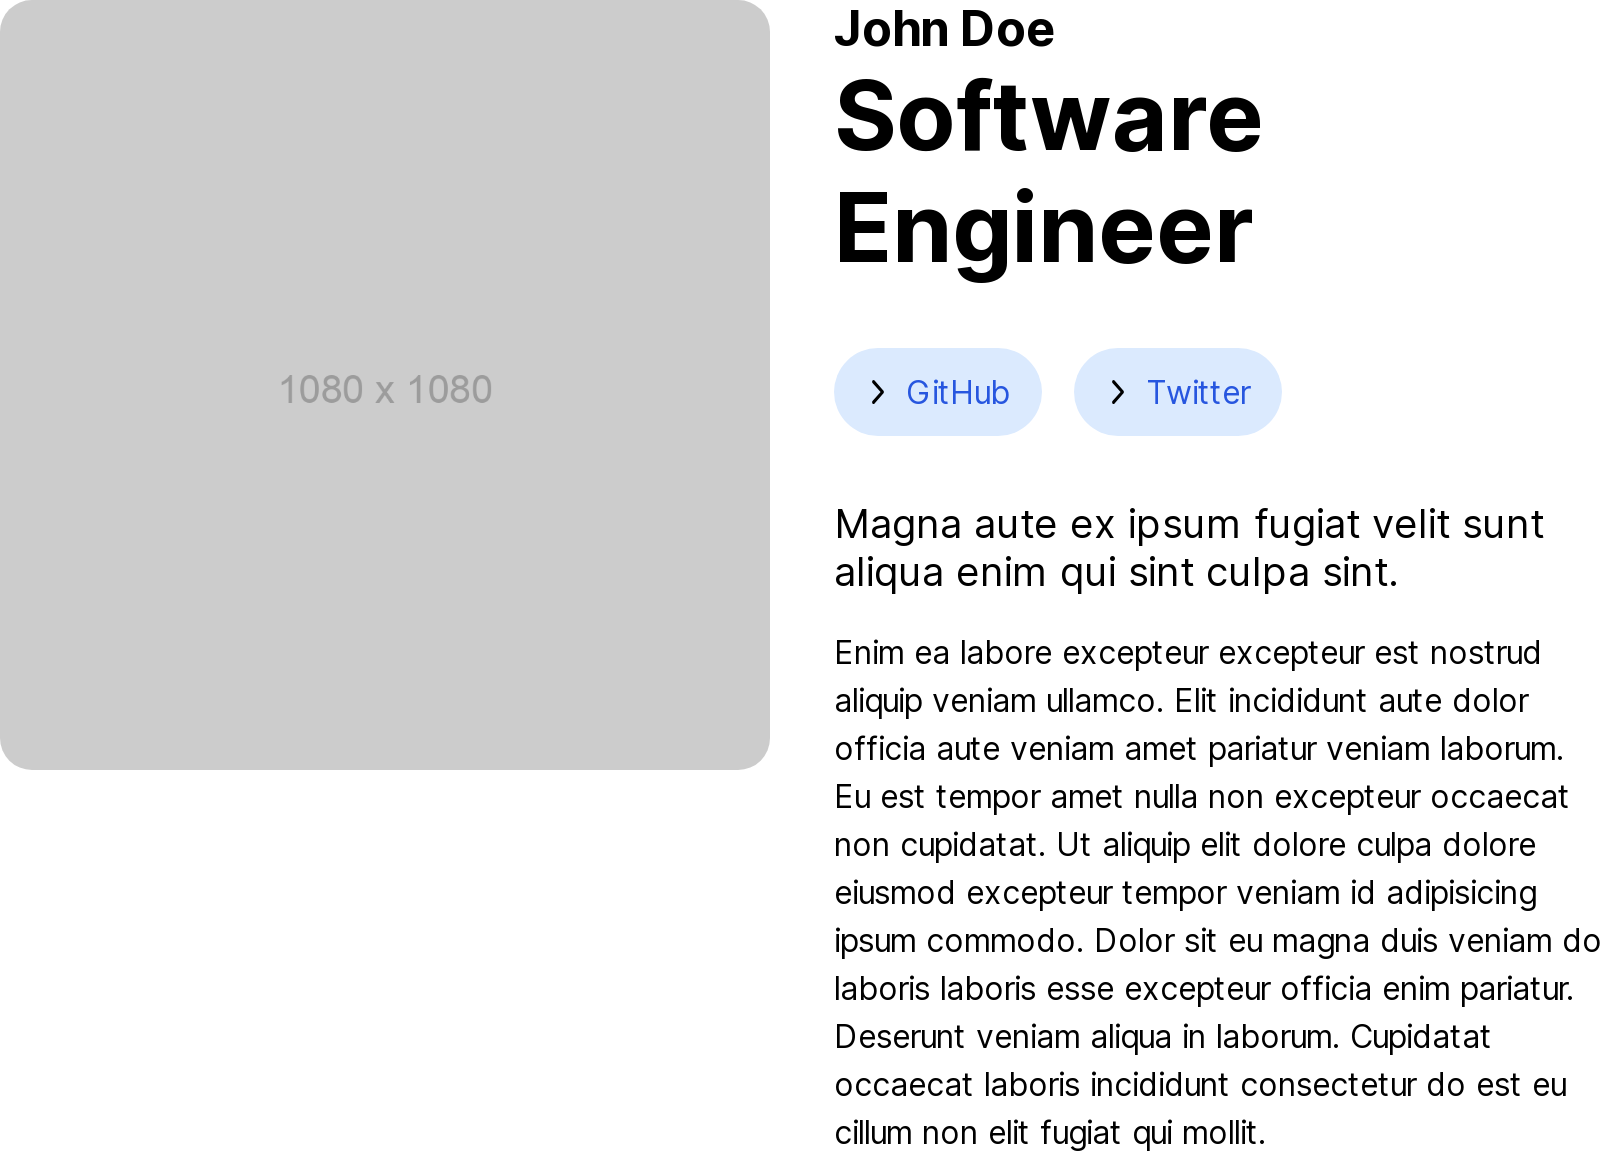 1080 x 1080
John Doe
Software
Engineer
GitHub
Twitter
Magna aute ex ipsum fugiat velit sunt
aliqua enim qui sint culpa sint.
Enim ea labore excepteur excepteur est nostrud
aliquip veniam ullamco. Elit incididunt aute dolor
officia aute veniam amet pariatur veniam laborum.
Eu est tempor amet nulla non excepteur occaecat
non cupidatat. Ut aliquip elit dolore culpa dolore
eiusmod excepteur tempor veniam id adipisicing
ipsum commodo. Dolor sit eu magna duis veniam do
laboris laboris esse excepteur officia enim pariatur.
Deserunt veniam aliqua in laborum. Cupidatat
occaecat laboris incididunt consectetur do est eu
cillum non elit fugiat qui mollit.